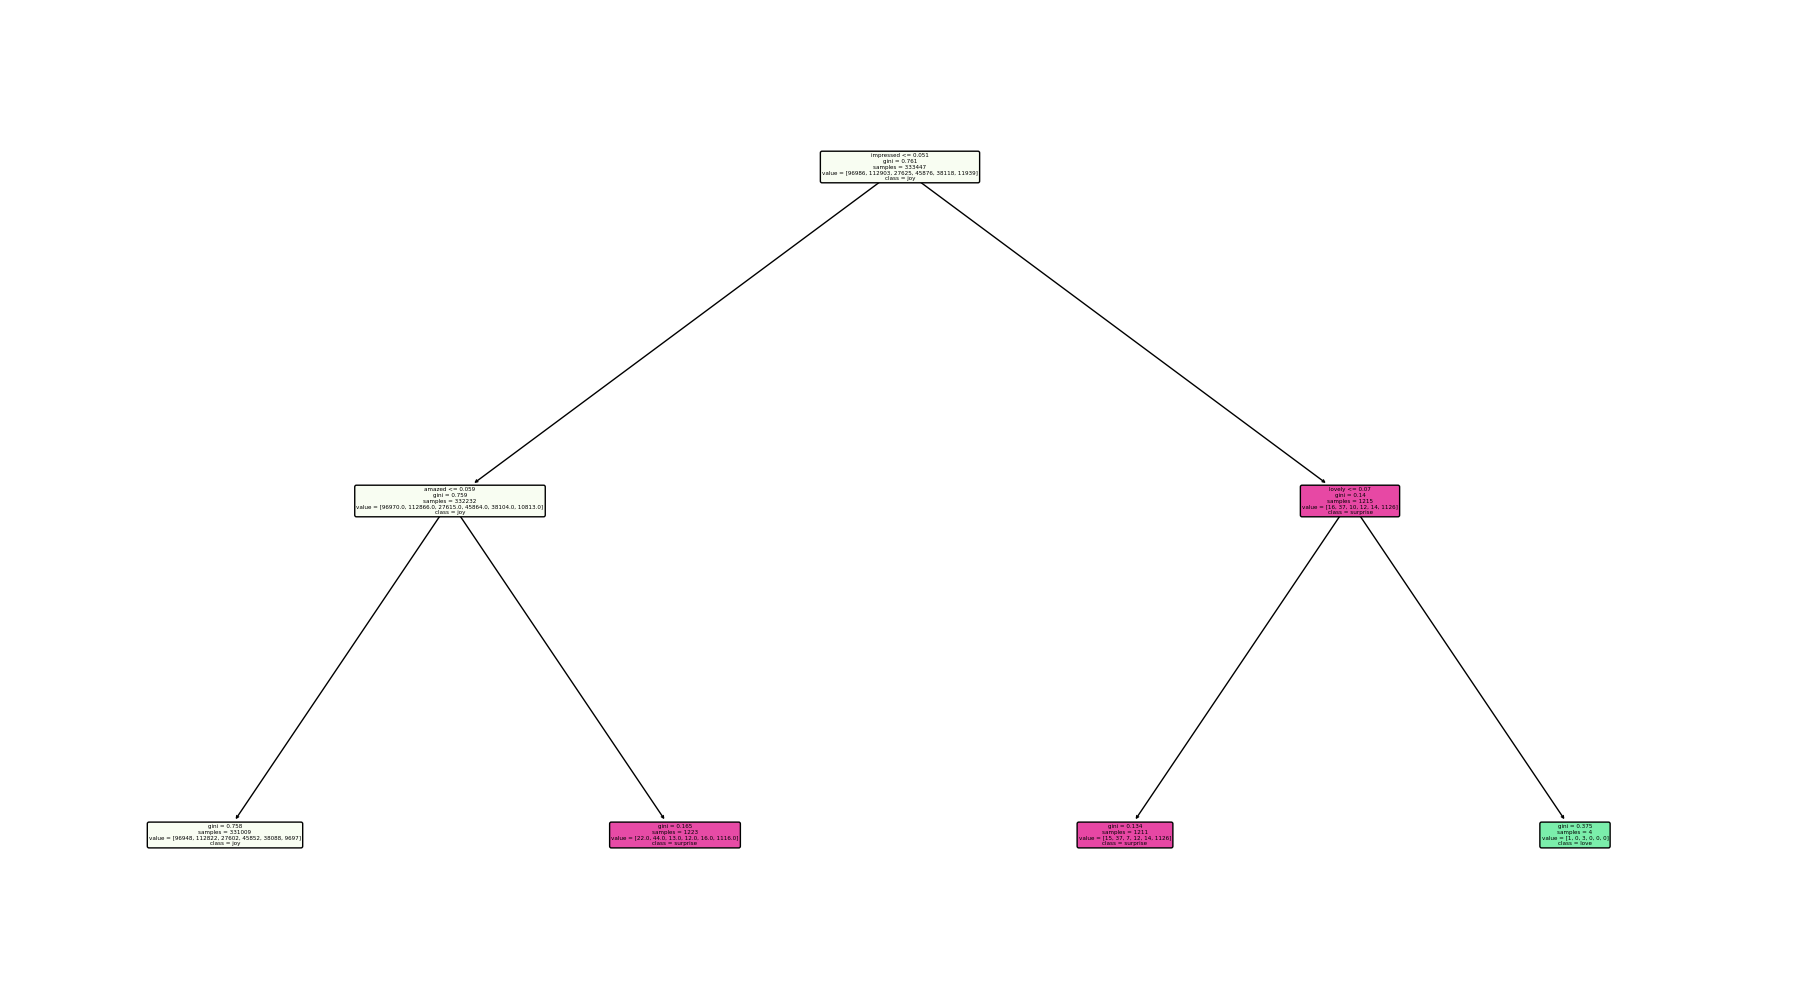 impressed <= 0.051
gini = 0.761
samples = 333447
value = [96986, 112903, 27625, 45876, 38118, 11939]
class = joy
amazed <= 0.059
gini = 0.759
samples = 332232
value = [96970.0, 112866.0, 27615.0, 45864.0, 38104.0, 10813.0]
class = joy
lovely <= 0.07
gini = 0.14
samples = 1215
value = [16, 37, 10, 12, 14, 1126]
class = surprise
gini = 0.758
samples = 331009
value = [96948, 112822, 27602, 45852, 38088, 9697]
class = joy
gini = 0.165
samples = 1223
value = [22.0, 44.0, 13.0, 12.0, 16.0, 1116.0]
class = surprise
gini = 0.134
samples = 1211
value = [15, 37, 7, 12, 14, 1126]
class = surprise
gini = 0.375
samples = 4
value = [1, 0, 3, 0, 0, 0]
class = love